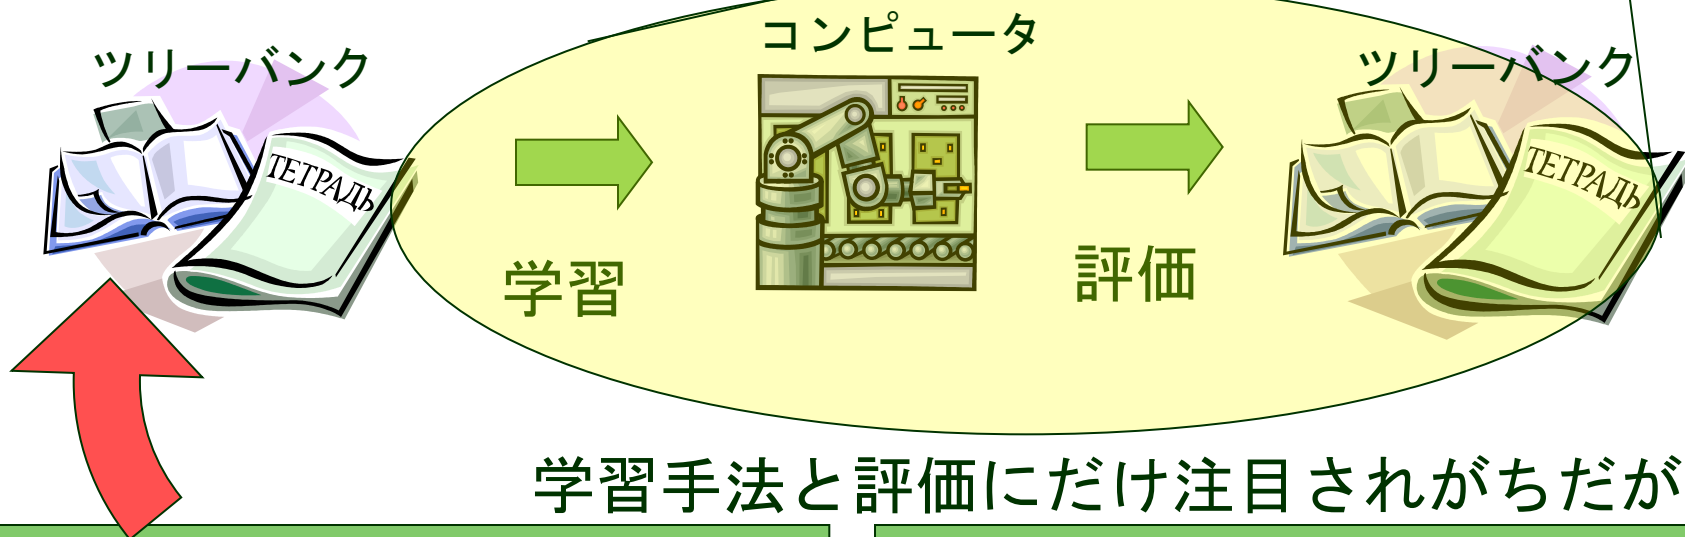 コンピュータ
ツリーバンク
ツリーバンク
ТЕТРАДЬ
ТЕТРАДЬ
学習
評価
学習手法と評価にだけ注目されがちだが